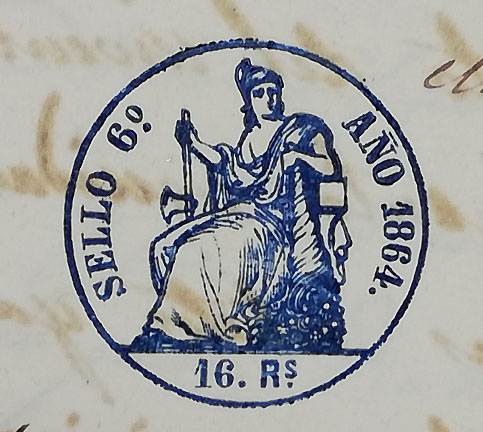 SELLO 6º
AÑO 1864.
16. Rˢ